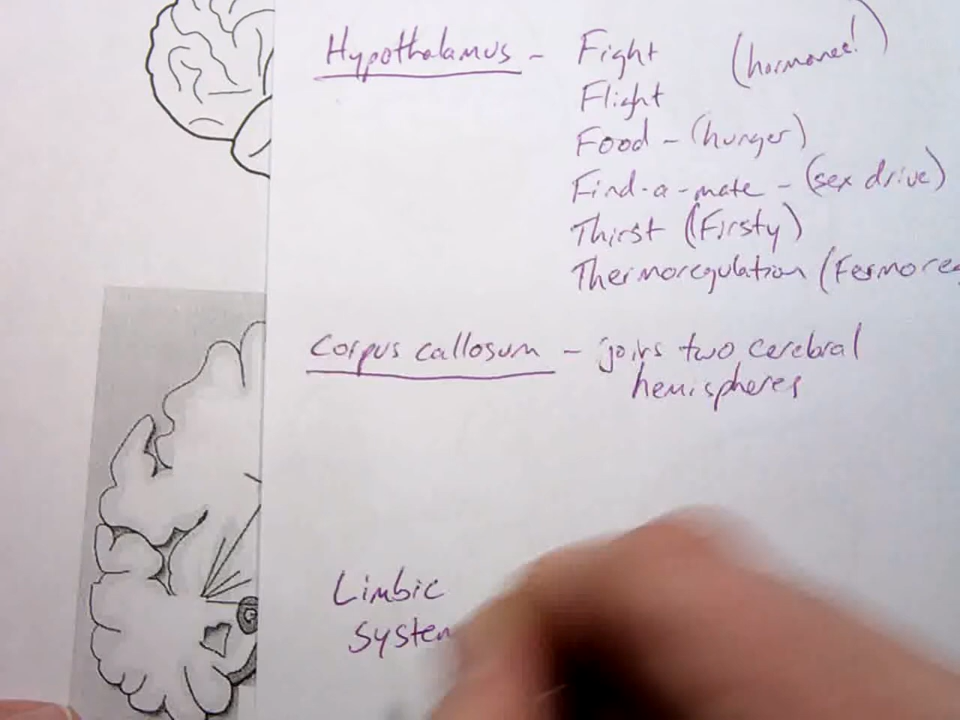 Hypothalamus - Fight (hormones!)
Flight
Food - (hunger)
Find-a-mate - (sex drive)
Thirst (Firsty)
Thermoregulation (Fermoreg
Corpus callosum - joins two cerebral
hemispheres
Limbic
System